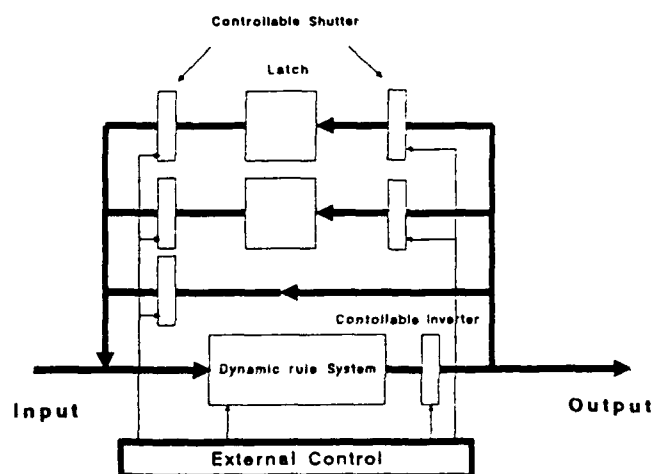 Controllable Shutter
Latch
Contollable Inverter
Dynamic rule System
Input
Output
External Control